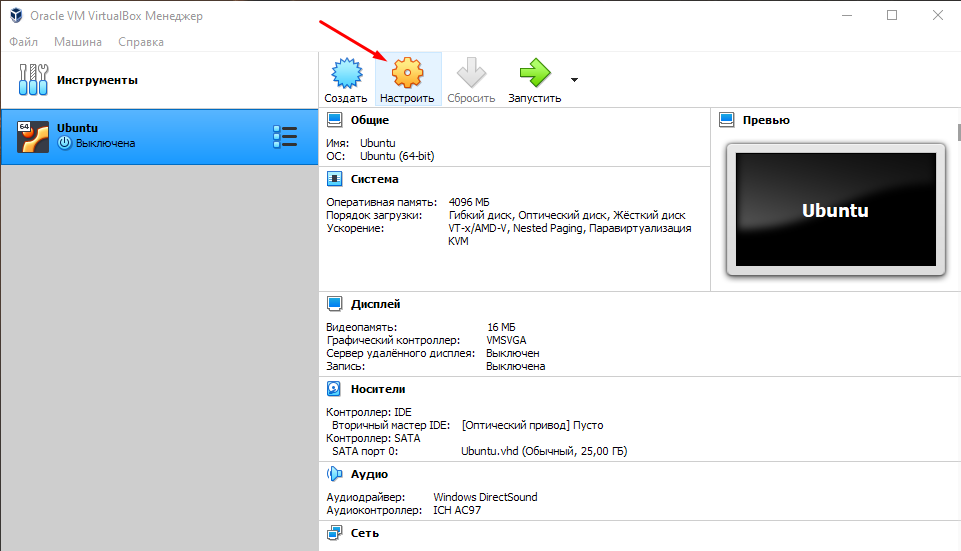 Oracle VM VirtualBox Менеджер
Файл Машина Справка
Инструменты
Создать Настроить Сбросить Запустить
64
Ubuntu
Выключена
Общие
Имя: Ubuntu
ОС: Ubuntu (64-bit)
Превью
Ubuntu
Система
Оперативная память: 4096 МБ
Порядок загрузки: Гибкий диск, Оптический диск, Жёсткий диск
Ускорение: VT-x/AMD-V, Nested Paging, Паравиртуализация
KVM
Дисплей
Видеопамять: 16 МБ
Графический контроллер: VMSVGA
Сервер удалённого дисплея: Выключен
Запись: Выключена
Носители
Контроллер: IDE
Вторичный мастер IDE: [Оптический привод] Пусто
Контроллер: SATA
SATA порт 0: Ubuntu.vhd (Обычный, 25,00 ГБ)
Аудио
Аудиодрайвер: Windows DirectSound
Аудиоконтроллер: ICH AC97
Сеть